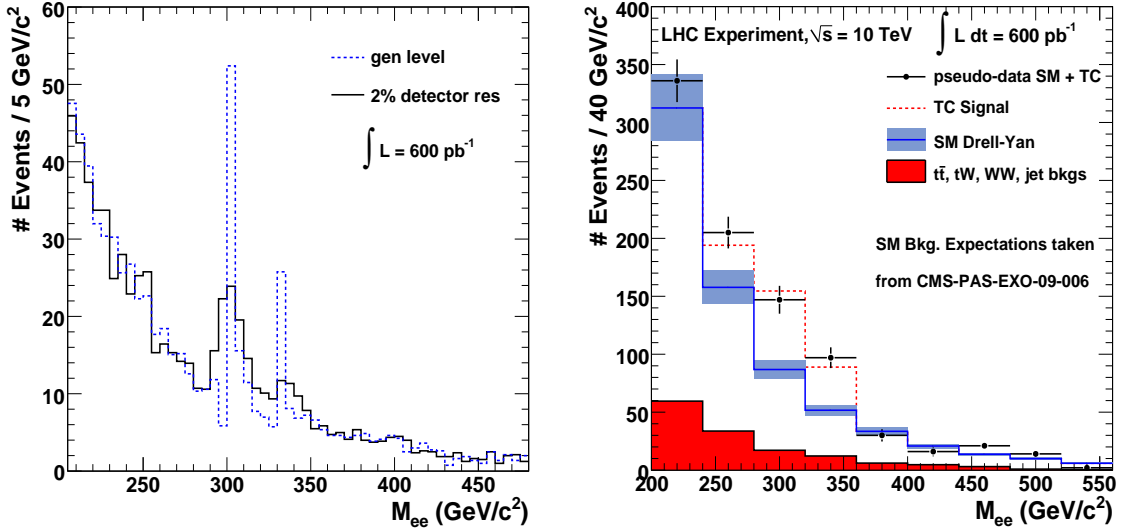 # Events / 5 GeV/c²
60
50
40
30
20
10
0
gen level
2% detector res
∫ L = 600 pb⁻¹
250 300 350 400 450
M_ee (GeV/c²)
# Events / 40 GeV/c²
400
350
300
250
200
150
100
50
0
LHC Experiment, √s = 10 TeV ∫ L dt = 600 pb⁻¹
pseudo-data SM + TC
TC Signal
SM Drell-Yan
tt̄, tW, WW, jet bkgs
SM Bkg. Expectations taken
from CMS-PAS-EXO-09-006
200 250 300 350 400 450 500 550
M_ee (GeV/c²)